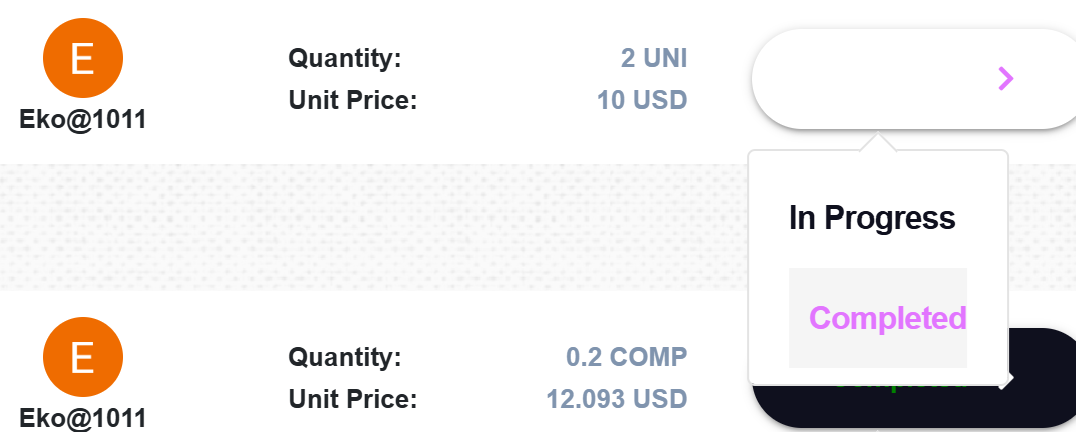 E
Eko@1011
Quantity: 2 UNI
Unit Price: 10 USD
In Progress
Completed
E
Eko@1011
Quantity: 0.2 COMP
Unit Price: 12.093 USD